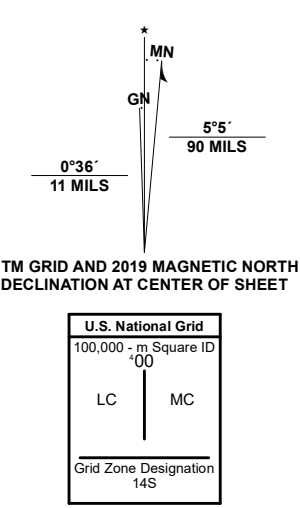 ★
MN
GN
5°5´
90 MILS
0°36´
11 MILS
TM GRID AND 2019 MAGNETIC NORTH
DECLINATION AT CENTER OF SHEET
U.S. National Grid
100,000 - m Square ID
⁴00
LC MC
Grid Zone Designation
14S